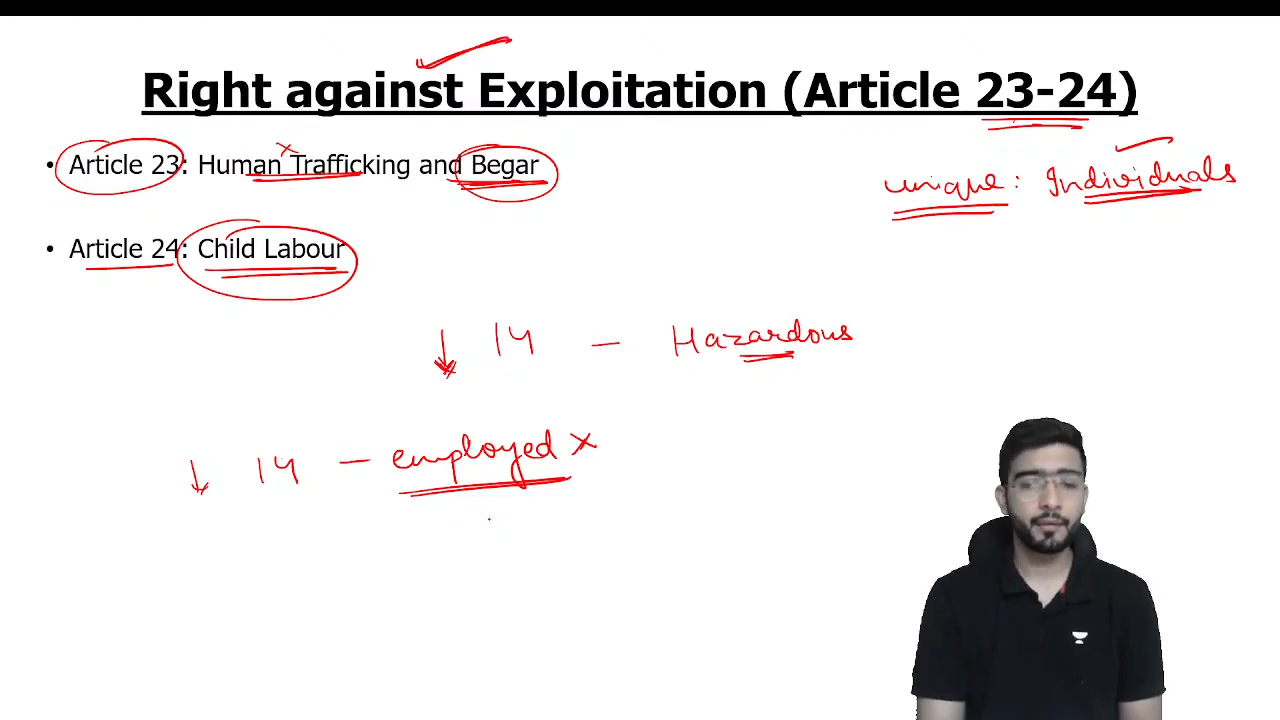 Right against Exploitation (Article 23-24)
• Article 23: Human Trafficking and Begar
unique: Individuals
• Article 24: Child Labour
↓ 14 – Hazardous
↓ 14 – employed ×